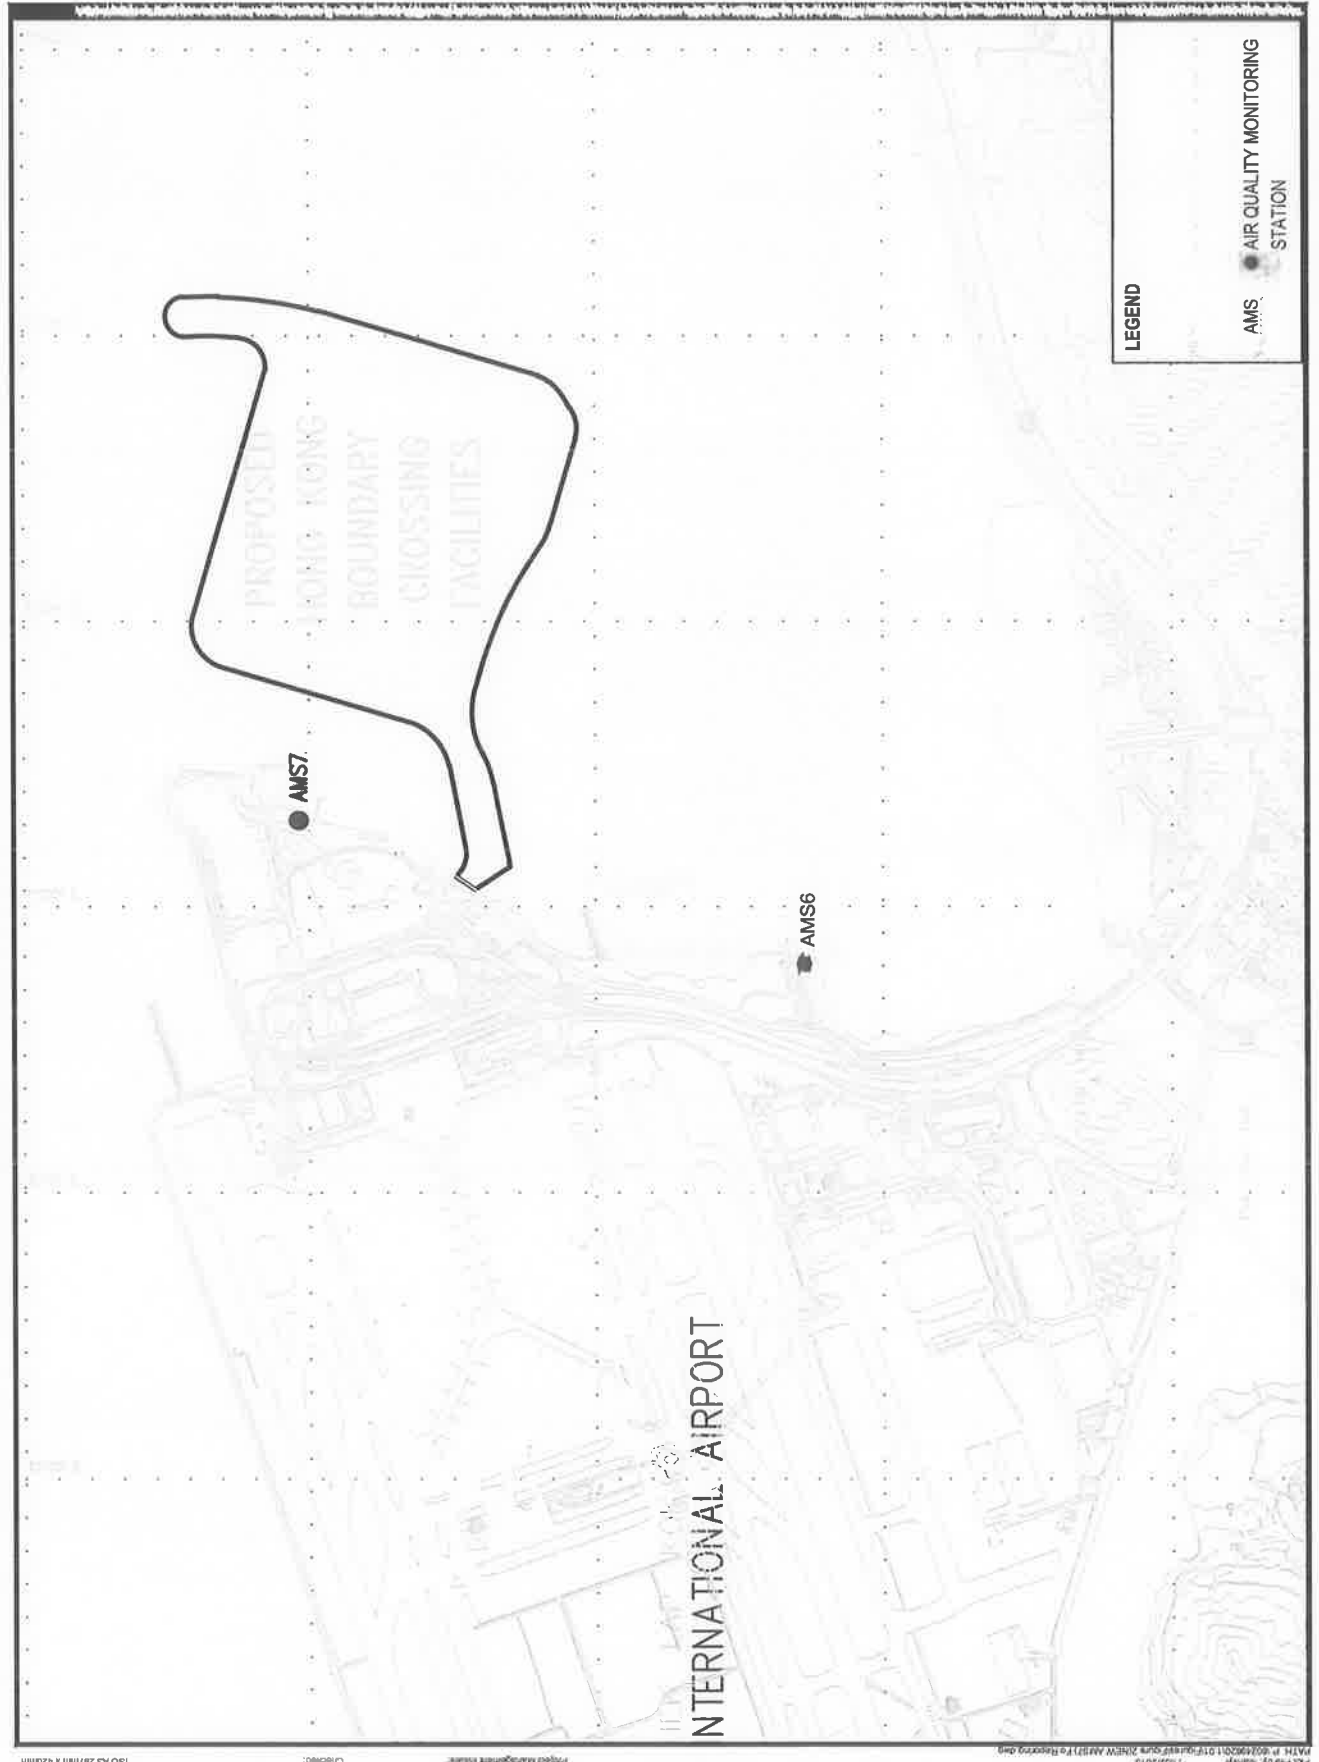 PROPOSED
HONG KONG
BOUNDARY
CROSSING
FACILITIES
AMS7
AMS6
NTERNATIONAL AIRPORT
LEGEND
AMS AIR QUALITY MONITORING
STATION